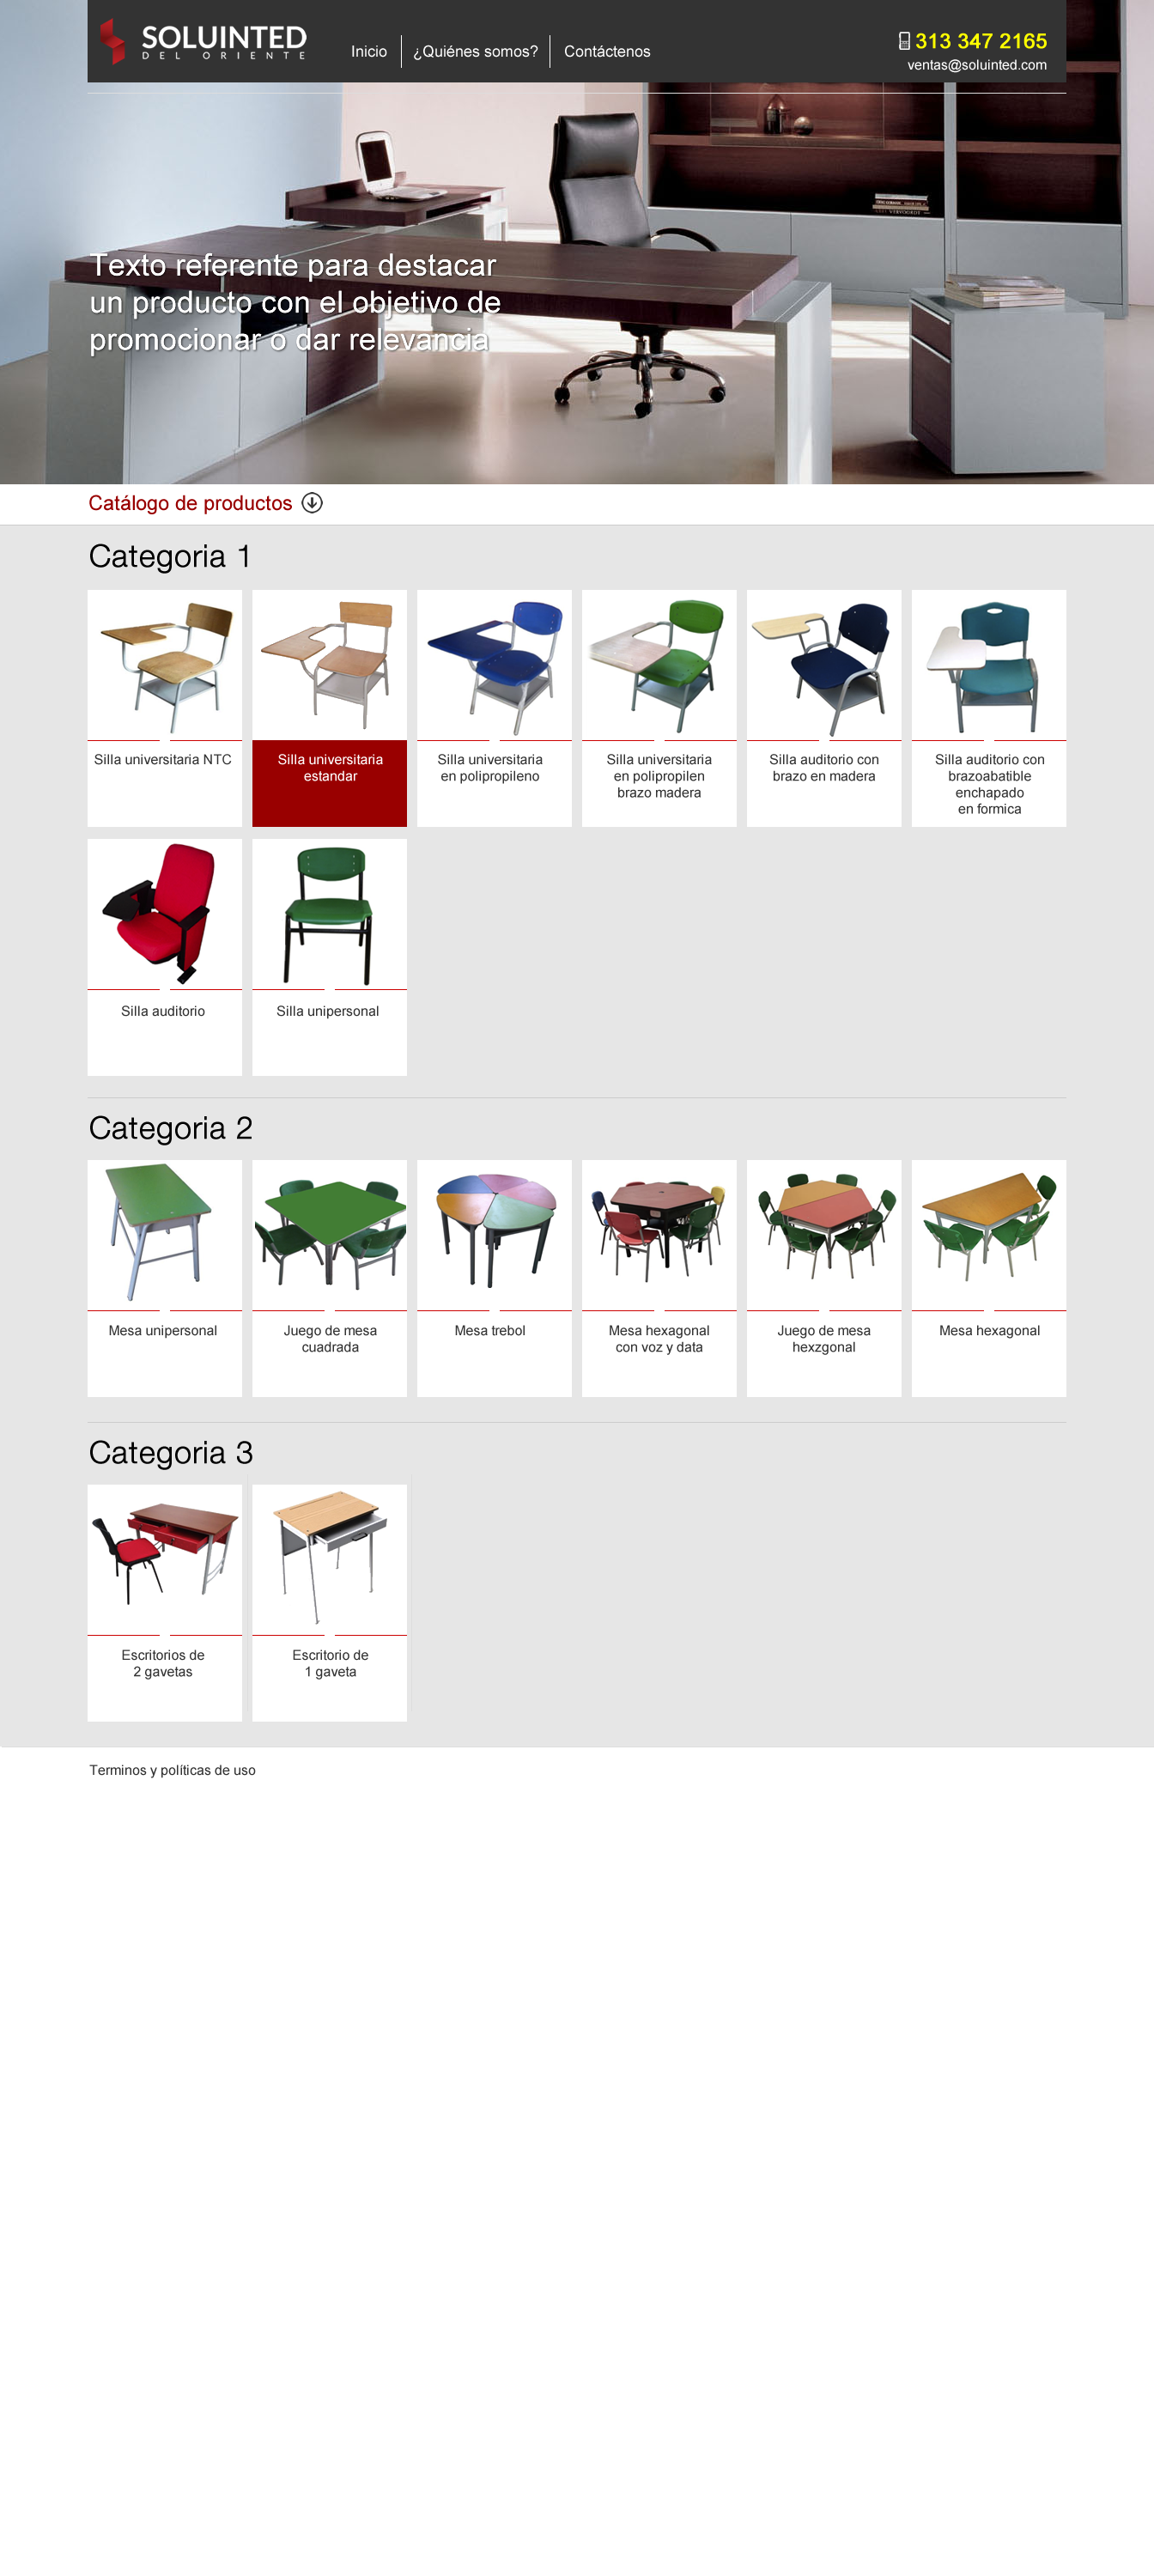 SOLUINTED
DEL ORIENTE
Inicio
¿Quiénes somos?
Contáctenos
313 347 2165
ventas@soluinted.com
Texto referente para destacar
un producto con el objetivo de
promocionar o dar relevancia
Catálogo de productos
Categoria 1
Silla universitaria NTC
Silla universitaria
estandar
Silla universitaria
en polipropileno
Silla universitaria
en polipropilen
brazo madera
Silla auditorio con
brazo en madera
Silla auditorio con
brazoabatible
enchapado
en formica
Silla auditorio
Silla unipersonal
Categoria 2
Mesa unipersonal
Juego de mesa
cuadrada
Mesa trebol
Mesa hexagonal
con voz y data
Juego de mesa
hexzgonal
Mesa hexagonal
Categoria 3
Escritorios de
2 gavetas
Escritorio de
1 gaveta
Terminos y políticas de uso